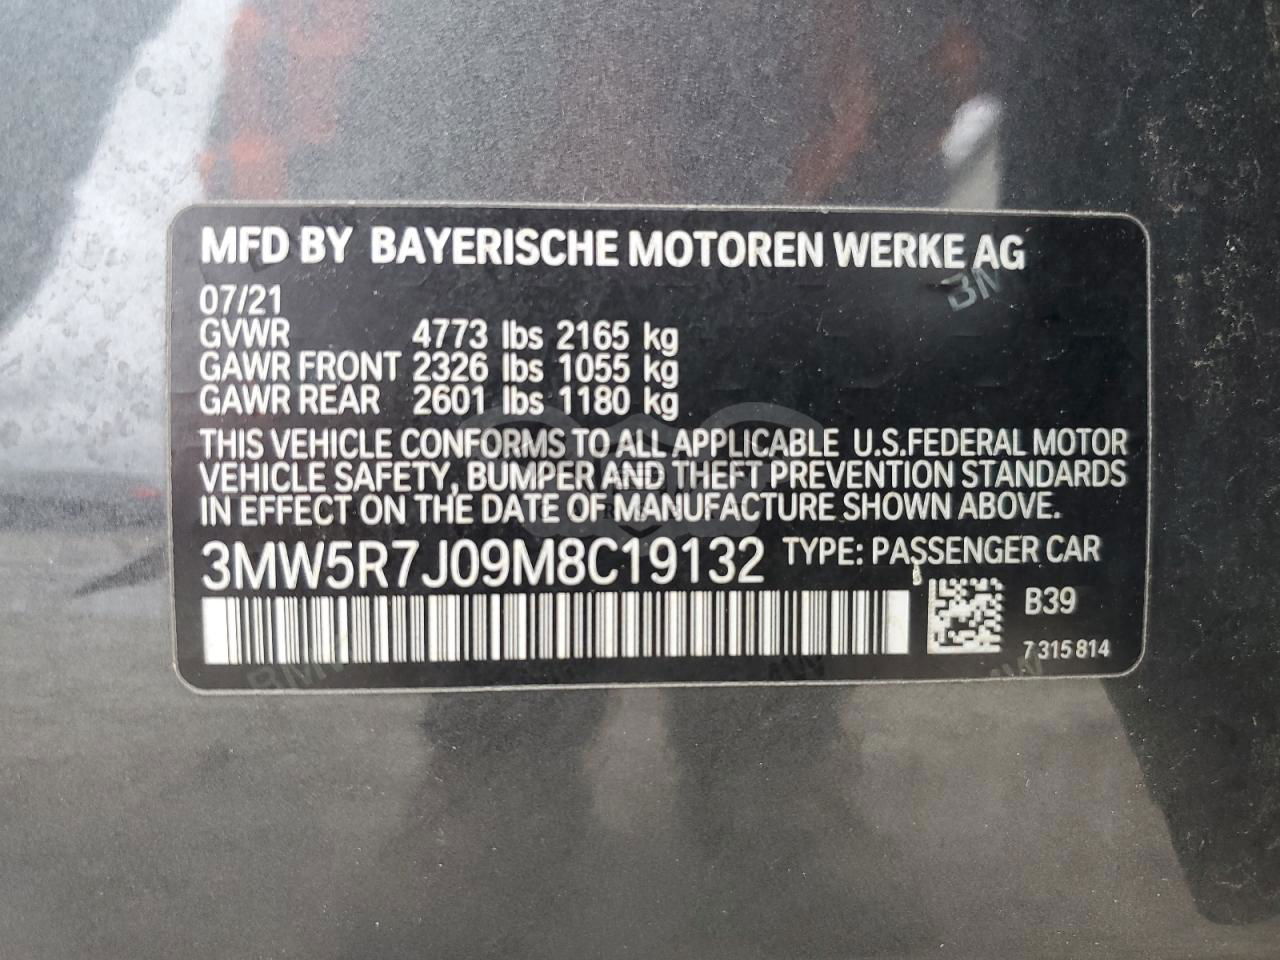 MFD BY BAYERISCHE MOTOREN WERKE AG
07/21
GVWR 4773 lbs 2165 kg
GAWR FRONT 2326 lbs 1055 kg
GAWR REAR 2601 lbs 1180 kg
THIS VEHICLE CONFORMS TO ALL APPLICABLE U.S.FEDERAL MOTOR
VEHICLE SAFETY, BUMPER AND THEFT PREVENTION STANDARDS
IN EFFECT ON THE DATE OF MANUFACTURE SHOWN ABOVE.
3MW5R7J09M8C19132 TYPE: PASSENGER CAR
B39
7 315 814
BMW